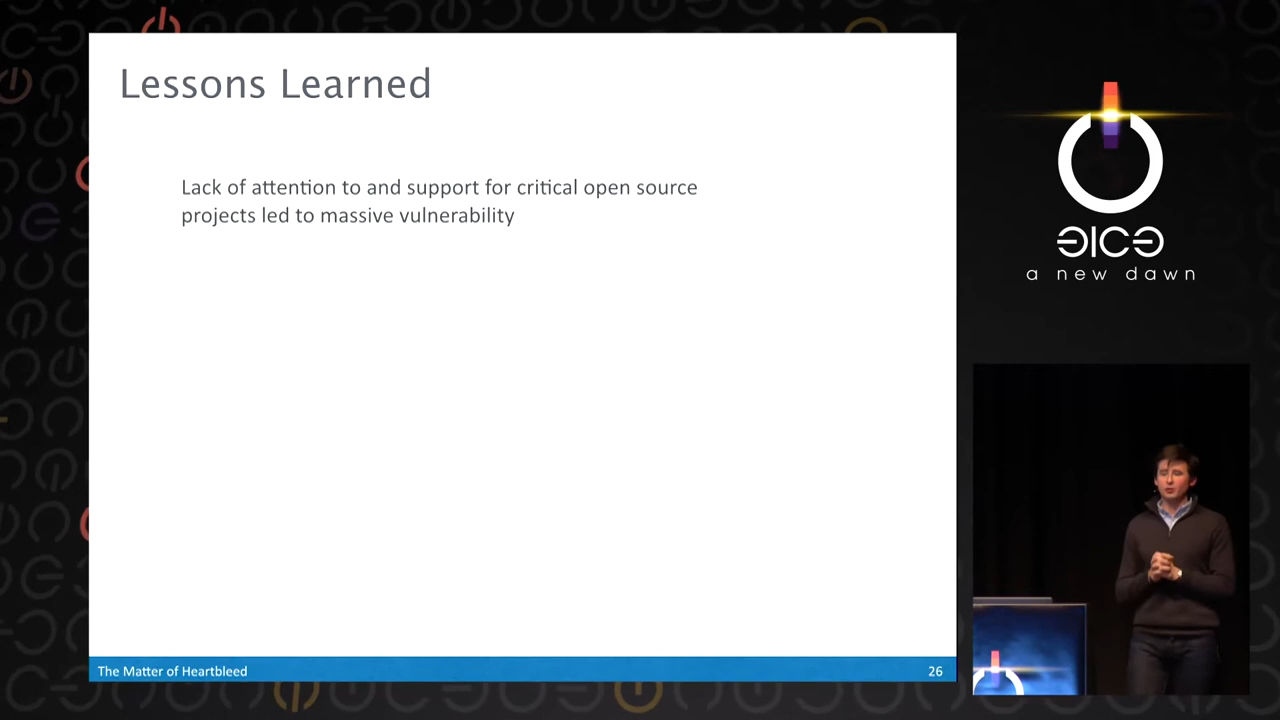 Lessons Learned
Lack of attention to and support for critical open source
projects led to massive vulnerability
The Matter of Heartbleed
26
a new dawn